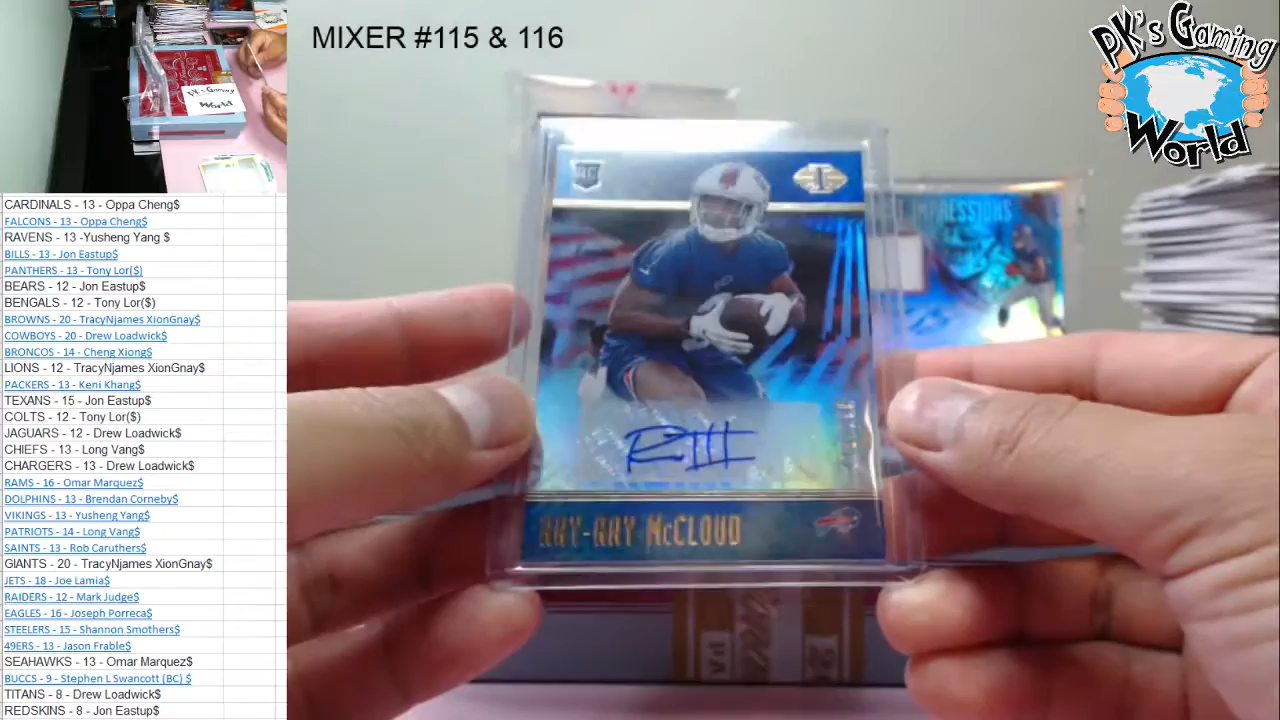 MIXER #115 & 116
PK's Gaming
World
PK's Gaming
World
CARDINALS - 13 - Oppa Cheng$
FALCONS - 13 - Oppa Cheng$
RAVENS - 13 -Yusheng Yang $
BILLS - 13 - Jon Eastup$
PANTHERS - 13 - Tony Lor($)
BEARS - 12 - Jon Eastup$
BENGALS - 12 - Tony Lor($)
BROWNS - 20 - TracyNjames XionGnay$
COWBOYS - 20 - Drew Loadwick$
BRONCOS - 14 - Cheng Xiong$
LIONS - 12 - TracyNjames XionGnay$
PACKERS - 13 - Keni Khang$
TEXANS - 15 - Jon Eastup$
COLTS - 12 - Tony Lor($)
JAGUARS - 12 - Drew Loadwick$
CHIEFS - 13 - Long Vang$
CHARGERS - 13 - Drew Loadwick$
RAMS - 16 - Omar Marquez$
DOLPHINS - 13 - Brendan Corneby$
VIKINGS - 13 - Yusheng Yang$
PATRIOTS - 14 - Long Vang$
SAINTS - 13 - Rob Caruthers$
GIANTS - 20 - TracyNjames XionGnay$
JETS - 18 - Joe Lamia$
RAIDERS - 12 - Mark Judge$
EAGLES - 16 - Joseph Porreca$
STEELERS - 15 - Shannon Smothers$
49ERS - 13 - Jason Frable$
SEAHAWKS - 13 - Omar Marquez$
BUCCS - 9 - Stephen L Swancott (BC) $
TITANS - 8 - Drew Loadwick$
REDSKINS - 8 - Jon Eastup$
RC
I
IMPRESSIONS
RIII
RAY-RAY McCLOUD
PA